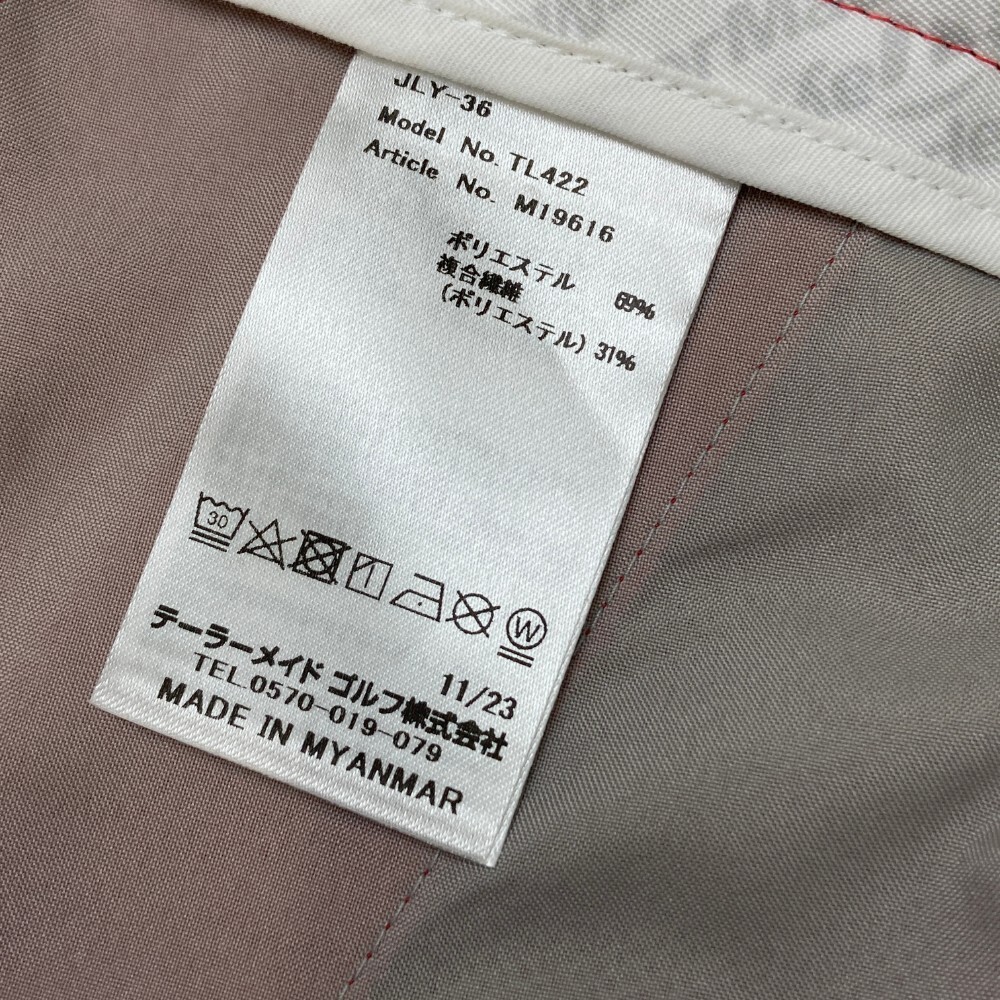 JLY-36
Model No. TL422
Article No. M19616
ポリエステル 69%
複合繊維
(ポリエステル) 31%
30
W
11/23
テーラーメイド ゴルフ株式会社
TEL.0570-019-079
MADE IN MYANMAR